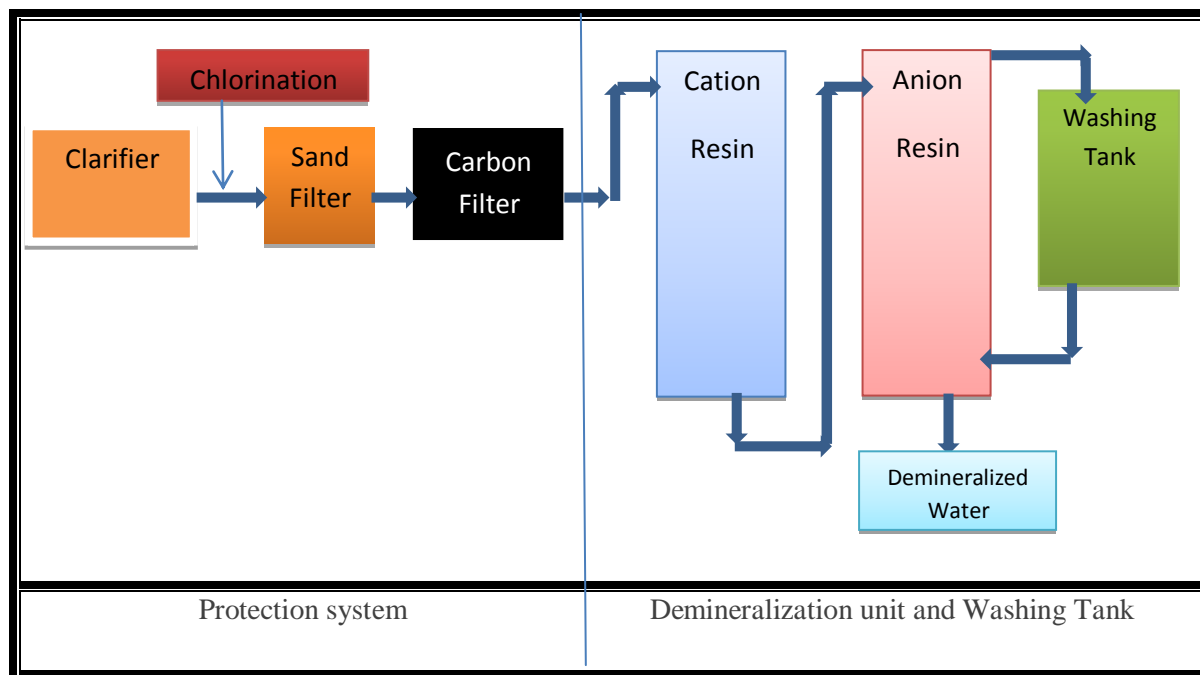 Chlorination
Clarifier
Sand
Filter
Carbon
Filter
Cation
Resin
Anion
Resin
Washing
Tank
Demineralized
Water
Protection system
Demineralization unit and Washing Tank